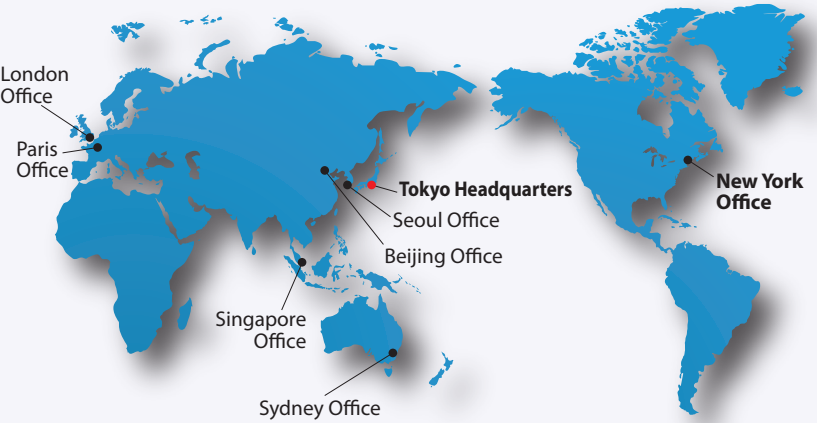 London
Office
Paris
Office
Tokyo Headquarters
Seoul Office
Beijing Office
Singapore
Office
Sydney Office
New York
Office